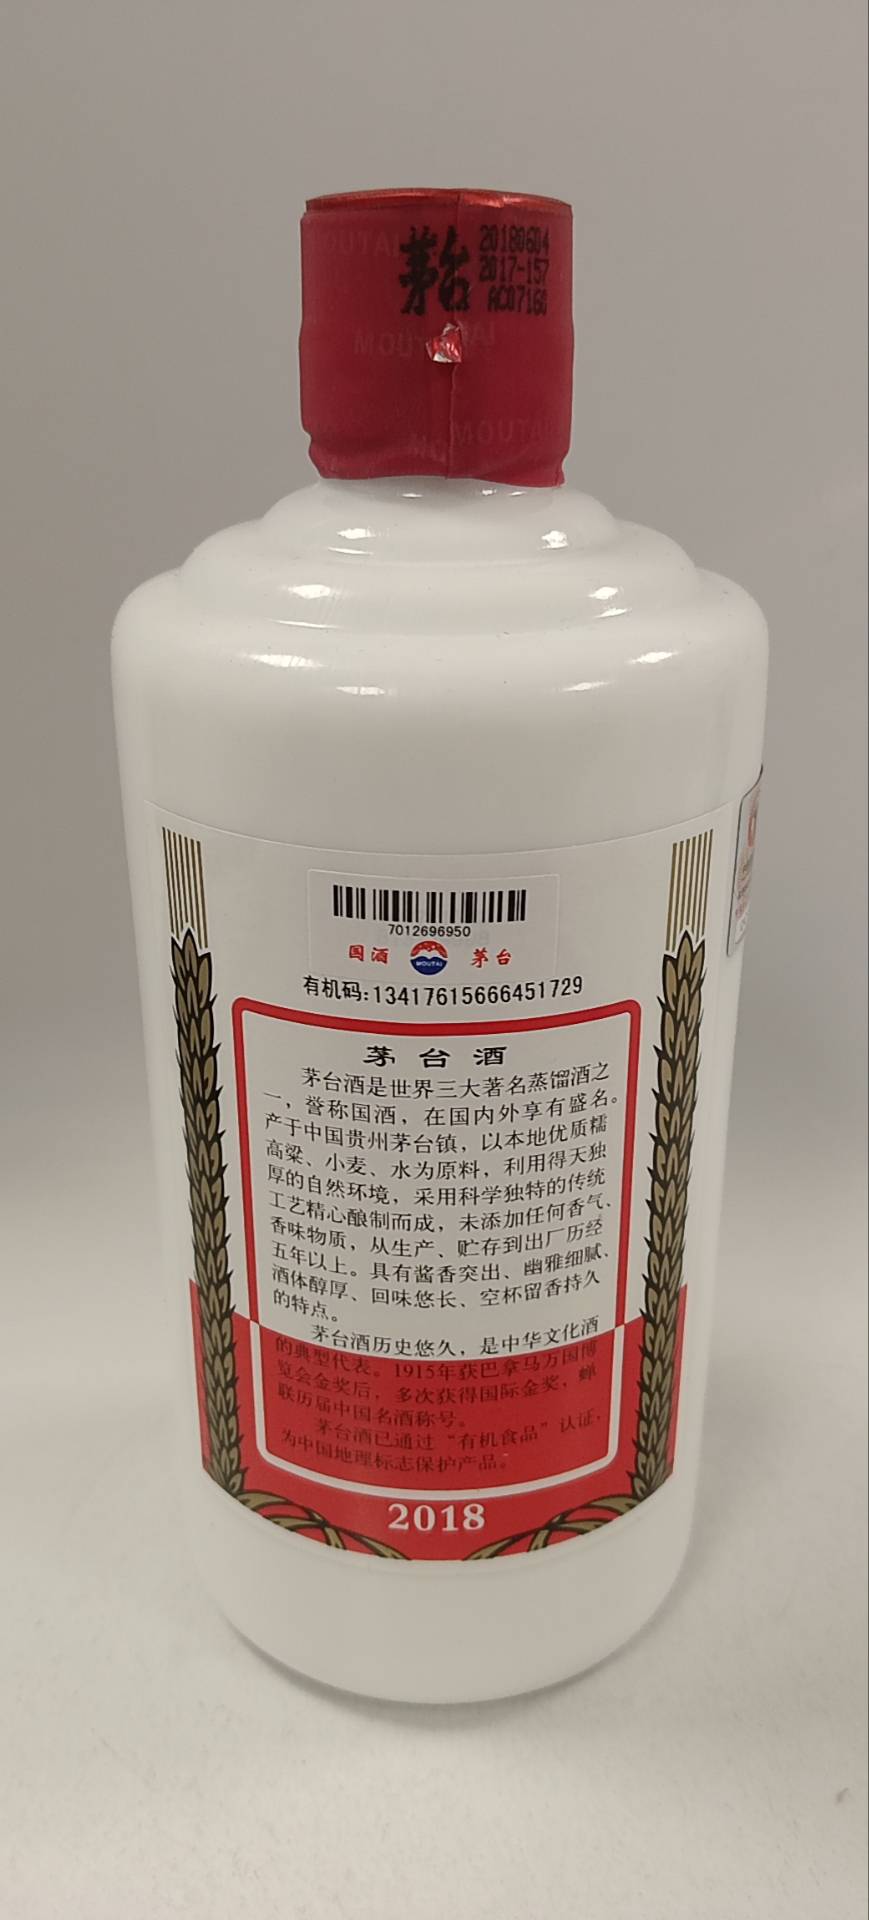 茅台
20180604
2017-157
AC07160
MOUTAI
MOUTAI
7012696950
国酒 MOUTAI 茅台
有机码:13417615666451729
茅台酒
茅台酒是世界三大著名蒸馏酒之
一，誉称国酒，在国内外享有盛名。
产于中国贵州茅台镇，以本地优质糯
高粱、小麦、水为原料，利用得天独
厚的自然环境，采用科学独特的传统
工艺精心酿制而成，未添加任何香气、
香味物质，从生产、贮存到出厂历经
五年以上。具有酱香突出、幽雅细腻、
酒体醇厚、回味悠长、空杯留香持久
的特点。
茅台酒历史悠久，是中华文化酒
的典型代表。1915年获巴拿马万国博
览会金奖后，多次获得国际金奖，蝉
联历届中国名酒称号。
茅台酒已通过“有机食品”认证，
为中国地理标志保护产品。
2018